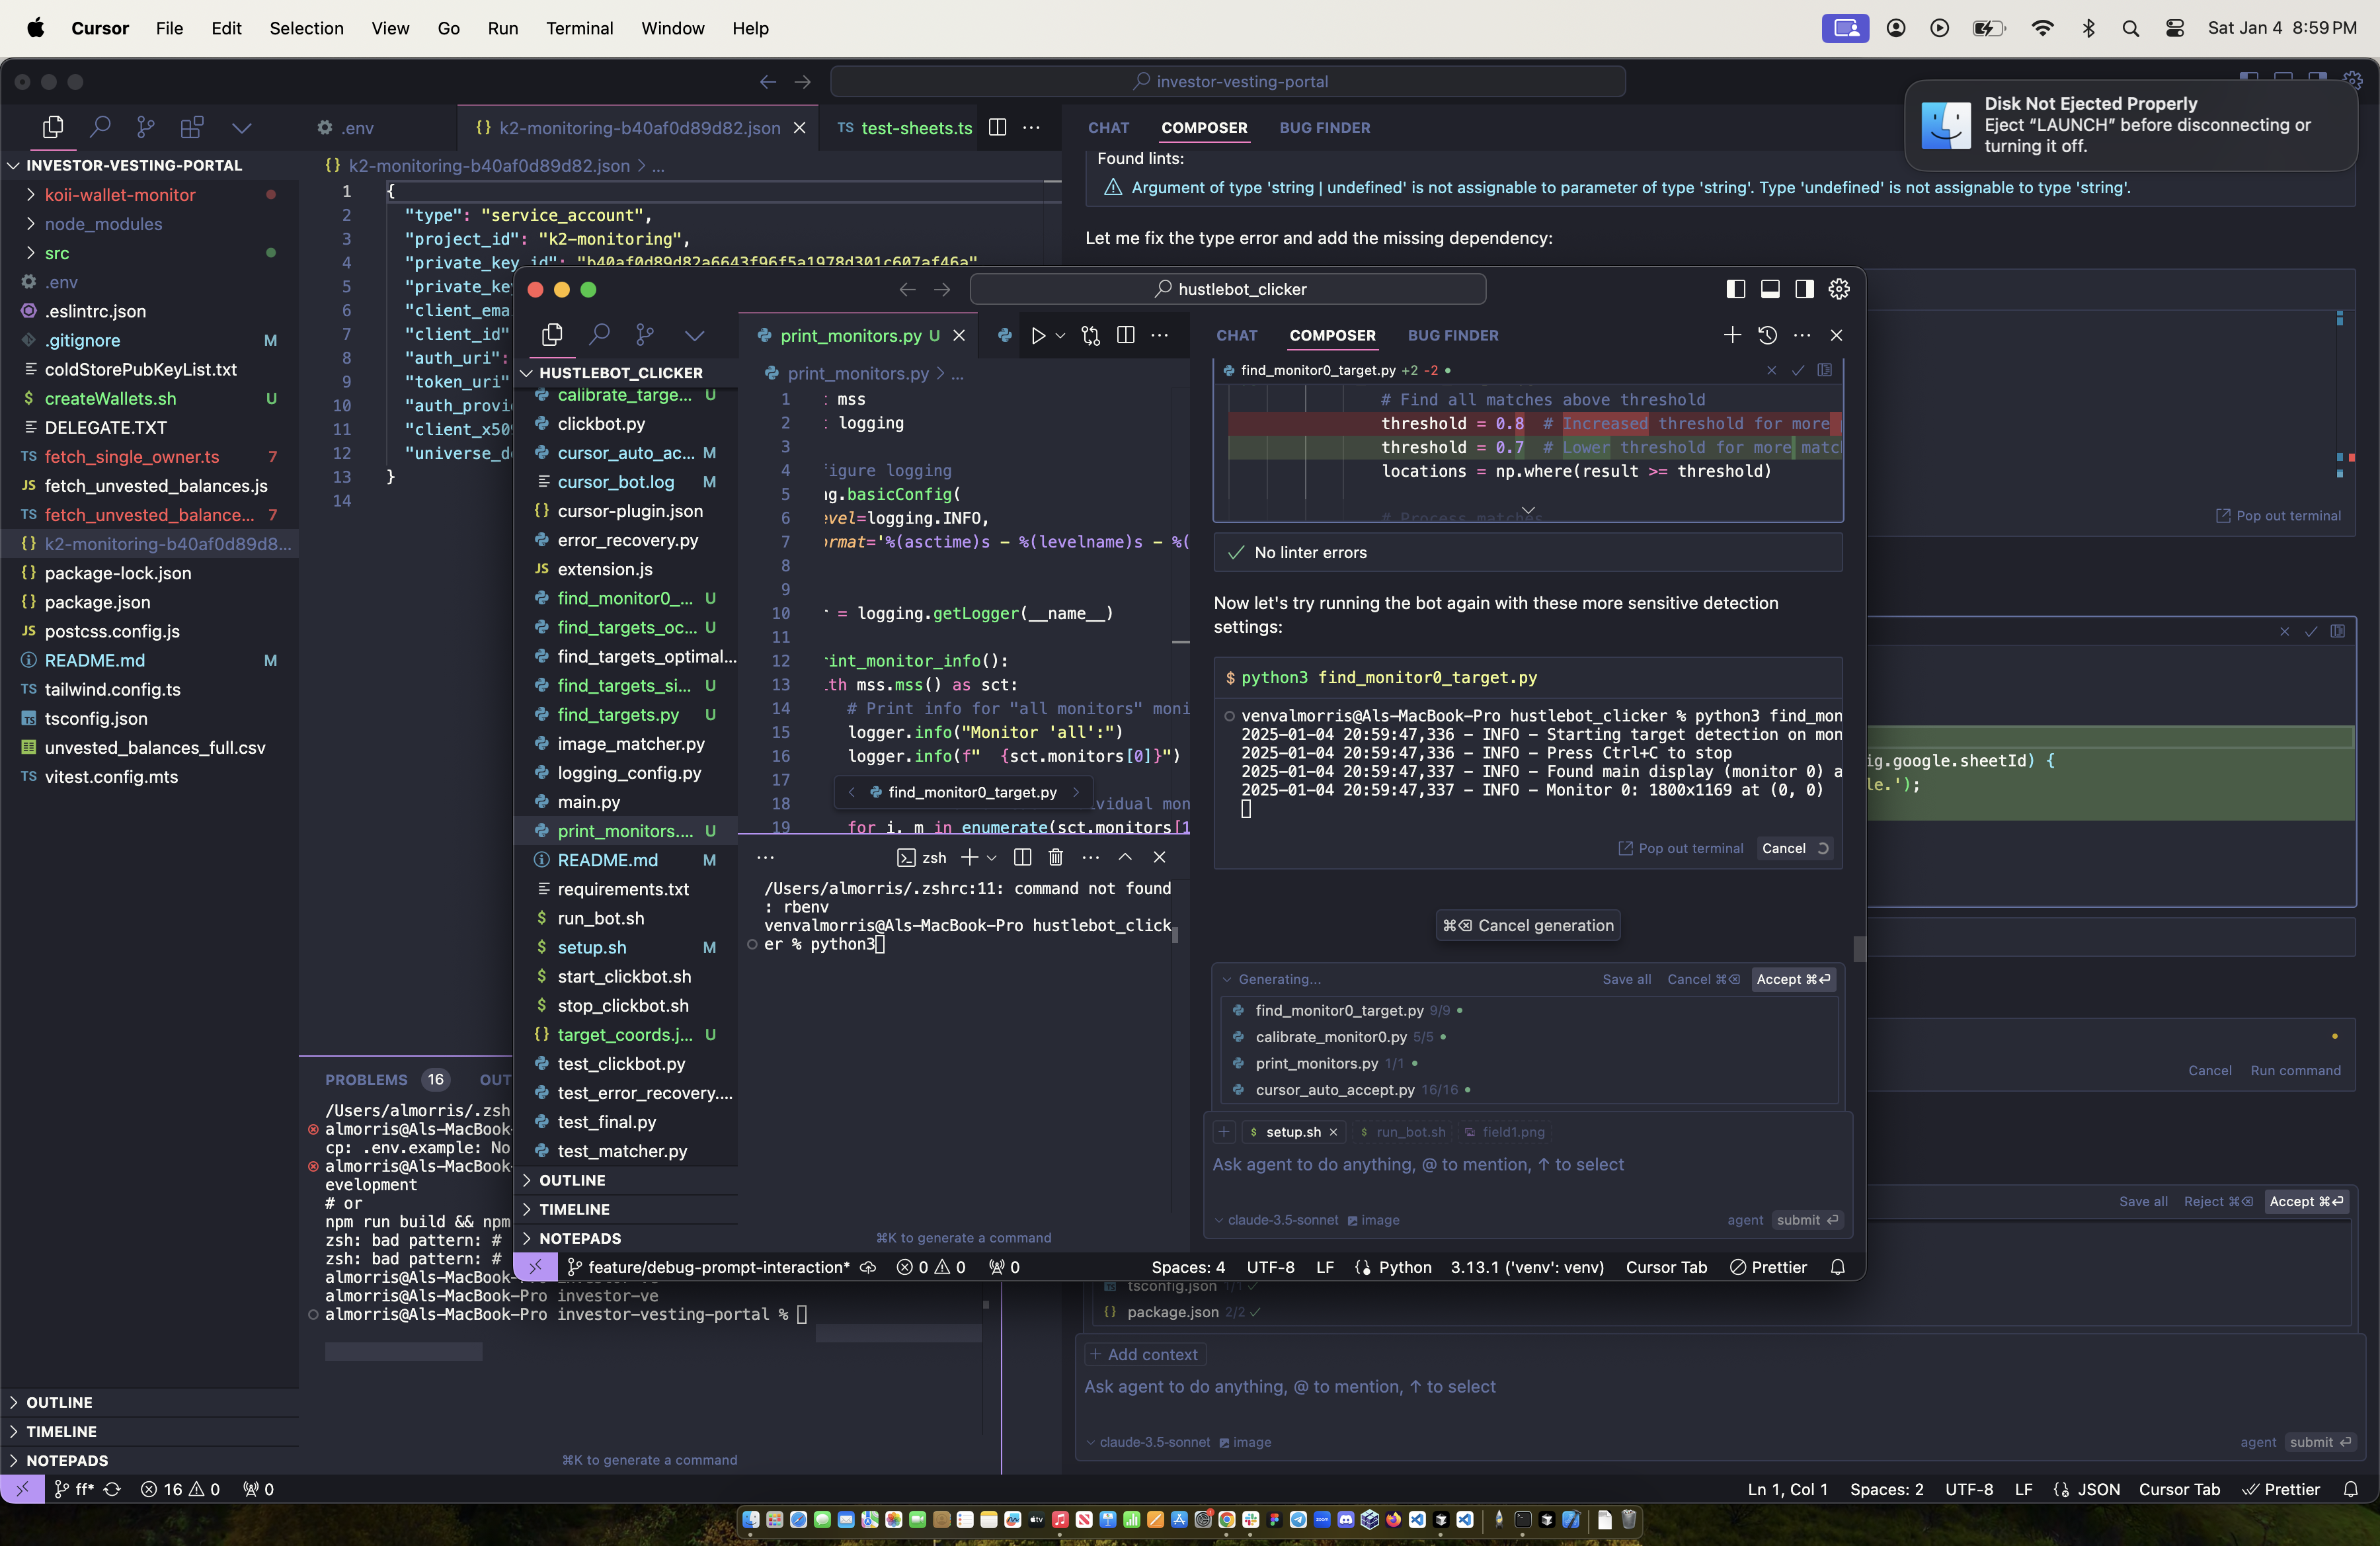 Cursor File Edit Selection View Go Run Terminal Window Help
Sat Jan 4 8:59 PM
investor-vesting-portal
Disk Not Ejected Properly
Eject “LAUNCH” before disconnecting or
turning it off.
.env
k2-monitoring-b40af0d89d82.json
test-sheets.ts
CHAT COMPOSER BUG FINDER
INVESTOR-VESTING-PORTAL
koii-wallet-monitor
node_modules
src
.env
.eslintrc.json
.gitignore M
coldStorePubKeyList.txt
createWallets.sh U
DELEGATE.TXT
fetch_single_owner.ts 7
fetch_unvested_balances.js
fetch_unvested_balance... 7
k2-monitoring-b40af0d89d8...
package-lock.json
package.json
postcss.config.js
README.md M
tailwind.config.ts
tsconfig.json
unvested_balances_full.csv
vitest.config.mts
OUTLINE
TIMELINE
NOTEPADS
k2-monitoring-b40af0d89d82.json > ...
1 {
2 "type": "service_account",
3 "project_id": "k2-monitoring",
4 "private_key_id": "b40af0d89d82a6643f96f5a1978d301c607af46a"
5 "private_key
6 "client_ema
7 "client_id"
8 "auth_uri":
9 "token_uri"
10 "auth_provi
11 "client_x50
12 "universe_d
13 }
14
Found lints:
Argument of type 'string | undefined' is not assignable to parameter of type 'string'. Type 'undefined' is not assignable to type 'string'.
Let me fix the type error and add the missing dependency:
Pop out terminal
ig.google.sheetId) {
le.');
Cancel Run command
Save all Reject ⌘⌫ Accept ⌘⏎
tsconfig.json 1/1
package.json 2/2
+ Add context
Ask agent to do anything, @ to mention, ↑ to select
claude-3.5-sonnet image
agent submit
PROBLEMS 16 OUT
/Users/almorris/.zsh
almorris@Als-MacBook-
cp: .env.example: No
almorris@Als-MacBook-
evelopment
# or
npm run build && npm
zsh: bad pattern: #
zsh: bad pattern: #
almorris@Als-MacBook-Pro investor-ve
almorris@Als-MacBook-Pro investor-ve
almorris@Als-MacBook-Pro investor-vesting-portal %
⌘K to generate a command
ff* 16 0 0
Ln 1, Col 1 Spaces: 2 UTF-8 LF JSON Cursor Tab Prettier
hustlebot_clicker
print_monitors.py U
CHAT COMPOSER BUG FINDER
HUSTLEBOT_CLICKER
calibrate_targe... U
clickbot.py
cursor_auto_ac... M
cursor_bot.log M
cursor-plugin.json
error_recovery.py
extension.js
find_monitor0_... U
find_targets_oc... U
find_targets_optimal...
find_targets_si... U
find_targets.py U
image_matcher.py
logging_config.py
main.py
print_monitors.... U
README.md M
requirements.txt
run_bot.sh
setup.sh M
start_clickbot.sh
stop_clickbot.sh
target_coords.j... U
test_clickbot.py
test_error_recovery....
test_final.py
test_matcher.py
OUTLINE
TIMELINE
NOTEPADS
print_monitors.py > ...
1 mss
2 logging
3
4 figure logging
5 ng.basicConfig(
6 evel=logging.INFO,
7 ormat='%(asctime)s - %(levelname)s - %(
8
9
10 r = logging.getLogger(__name__)
11
12 rint_monitor_info():
13 ith mss.mss() as sct:
14 # Print info for "all monitors" moni
15 logger.info("Monitor 'all':")
16 logger.info(f" {sct.monitors[0]}")
17
18 vidual mon
19 for i, m in enumerate(sct.monitors[1
find_monitor0_target.py
zsh
/Users/almorris/.zshrc:11: command not found
: rbenv
venvalmorris@Als-MacBook-Pro hustlebot_click
er % python3
⌘K to generate a command
find_monitor0_target.py +2 -2
# Find all matches above threshold
threshold = 0.8 # Increased threshold for more
threshold = 0.7 # Lower threshold for more matc
locations = np.where(result >= threshold)
# Process matches
No linter errors
Now let's try running the bot again with these more sensitive detection
settings:
$ python3 find_monitor0_target.py
venvalmorris@Als-MacBook-Pro hustlebot_clicker % python3 find_mon
2025-01-04 20:59:47,336 - INFO - Starting target detection on mon
2025-01-04 20:59:47,336 - INFO - Press Ctrl+C to stop
2025-01-04 20:59:47,337 - INFO - Found main display (monitor 0) a
2025-01-04 20:59:47,337 - INFO - Monitor 0: 1800x1169 at (0, 0)
Pop out terminal Cancel
⌘⌫ Cancel generation
Generating... Save all Cancel ⌘⌫ Accept ⌘⏎
find_monitor0_target.py 9/9
calibrate_monitor0.py 5/5
print_monitors.py 1/1
cursor_auto_accept.py 16/16
+ $ setup.sh $ run_bot.sh field1.png
Ask agent to do anything, @ to mention, ↑ to select
claude-3.5-sonnet image
agent submit
feature/debug-prompt-interaction* 0 0 0
Spaces: 4 UTF-8 LF Python 3.13.1 ('venv': venv) Cursor Tab Prettier